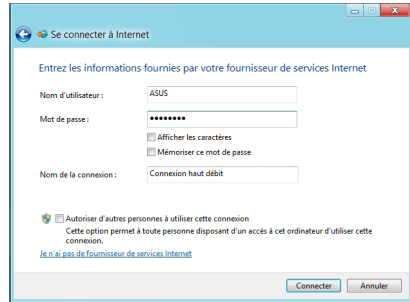 Se connecter à Internet
Entrez les informations fournies par votre fournisseur de services Internet
Nom d'utilisateur :
ASUS
Mot de passe :
••••••••
Afficher les caractères
Mémoriser ce mot de passe
Nom de la connexion :
Connexion haut débit
Autoriser d'autres personnes à utiliser cette connexion
Cette option permet à toute personne disposant d'un accès à cet ordinateur d'utiliser cette
connexion.
Je n'ai pas de fournisseur de services Internet
Connecter
Annuler